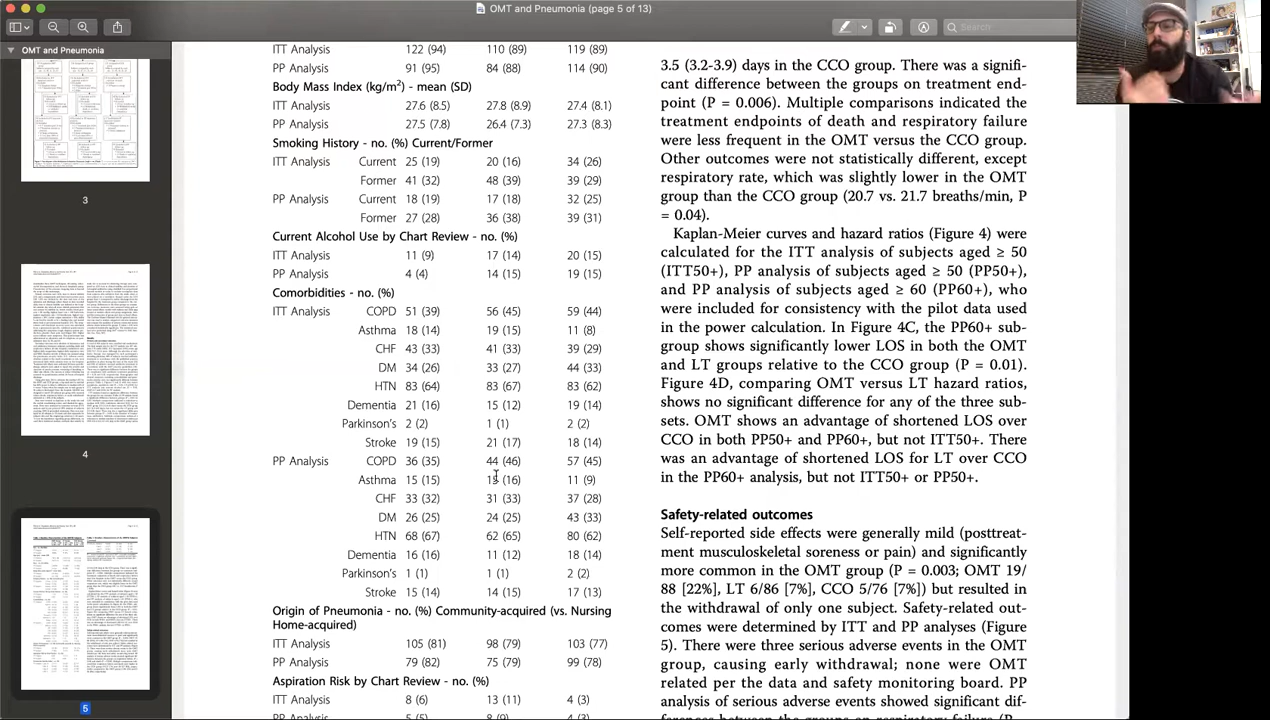 OMT and Pneumonia (page 5 of 13)
Search
OMT and Pneumonia
3
4
5
ITT Analysis 122 (94) 110 (89) 119 (89)
PP Analysis 91 (95) 84 (88) 114 (90)
Body Mass Index (kg/m2) - mean (SD)
ITT Analysis 27.6 (8.5) 27.8 (8.9) 27.4 (8.1)
PP Analysis 27.5 (7.8) 26.4 (7.3) 27.3 (8.3)
Smoking History - no. (%) Current/Former
ITT Analysis Current 25 (19) 20 (16) 34 (26)
Former 41 (32) 48 (39) 39 (29)
PP Analysis Current 18 (19) 17 (18) 32 (25)
Former 27 (28) 36 (38) 39 (31)
Current Alcohol Use by Chart Review - no. (%)
ITT Analysis 11 (9) 17 (14) 20 (15)
PP Analysis 4 (4) 14 (15) 19 (15)
Comorbidities - no. (%)
ITT Analysis COPD 51 (39) (45) 59 (44)
Asthma 18 (14) 11 (8)
CHF 43 (33) 39 (29)
DM 34 (26) 44 (33)
HTN 83 (64) 83 (62)
Dementia 21 (16) (12) 19 (14)
Parkinson's 2 (2) 1 (1) 2 (2)
Stroke 19 (15) 21 (17) 18 (14)
PP Analysis COPD 36 (35) 44 (46) 57 (45)
Asthma 15 (15) (16) 11 (9)
CHF 33 (32) 31 (33) 37 (28)
DM 26 (25) 24 (25) 43 (33)
HTN 68 (67) (65) 80 (62)
Dementia 16 (16) 18 (14)
Parkinson's 1 (1) 2 (2)
Stroke 15 (14) (15) 17 (13)
of Pneumonia - no. (%) (vs. Nursing
Home-acquired)
ITT Analysis 105 (81) 103 (77)
PP Analysis 79 (82) (79) 99 (78)
Aspiration Risk by Chart Review - no. (%)
ITT Analysis 8 (6) 13 (11) 4 (3)
PP Analysis 5 (5) 8 (9) 4 (3)
3.5 (3.2-3.9) days in the CCO group. There was a signifi-
cant difference between the groups on treatment end-
point (P = 0.006). Multiple comparisons indicated the
treatment endpoints of death and respiratory failure
were less frequent in the OMT versus the CCO group.
Other outcomes were not statistically different, except
respiratory rate, which was slightly lower in the OMT
group than the CCO group (20.7 vs. 21.7 breaths/min, P
= 0.04).
Kaplan-Meier curves and hazard ratios (Figure 4) were
calculated for the ITT analysis of subjects aged ≥ 50
(ITT50+), PP analysis of subjects aged ≥ 50 (PP50+),
and PP analysis of subjects aged ≥ 60 (PP60+), who
were included for consistency with the pilot data used
in the power calculation. In Figure 4C, the PP60+ sub-
group shows significantly lower LOS in both the OMT
and LT groups relative to the CCO group (P = 0.01).
Figure 4D, comparing OMT versus LT hazard ratios,
shows no significant difference for any of the three sub-
sets. OMT shows an advantage of shortened LOS over
CCO in both PP50+ and PP60+, but not ITT50+. There
was an advantage of shortened LOS for LT over CCO
in the PP60+ analysis, but not ITT50+ or PP50+.
Safety-related outcomes
Self-reported side effects were generally mild (posttreat-
ment musculoskeletal soreness or pain) and significantly
more common in the OMT group (P = 0.003; OMT 19/
88 [22%], LT 6/86 [7%], CCO 5/76 [7%]) but resulted in
the withdrawal of only one subject. Safety-related out-
comes were determined by ITT and PP analyses (Figure
5). There were three serious adverse events in the OMT
group, causing withdrawal; none were OMT
related per the data and safety monitoring board. PP
analysis of serious adverse events showed significant dif-
ferences between the groups on respiratory failure (P